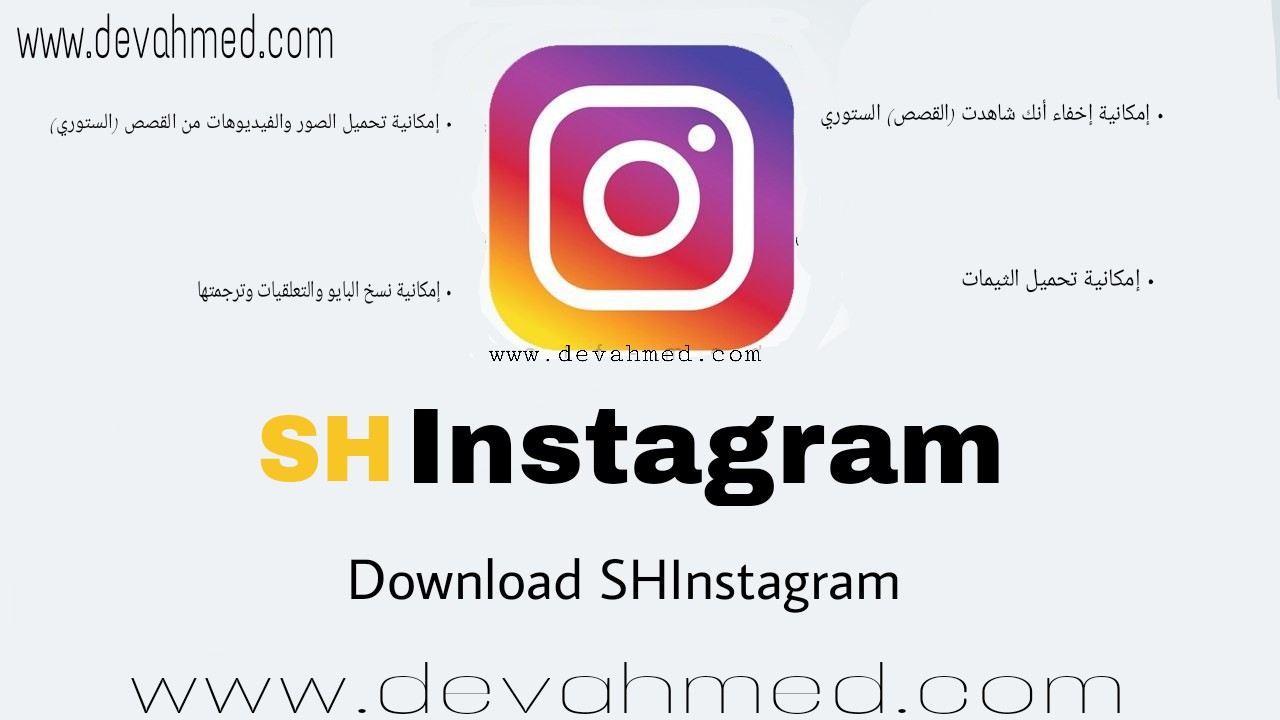 www.devahmed.com
• إمكانية إخفاء أنك شاهدت (القصص) الستوري
• إمكانية تحميل الصور والفيديوهات من القصص (الستوري)
• إمكانية تحميل الثيمات
• إمكانية نسخ البايو والتعلقيات وترجمتها
www.devahmed.com
SH Instagram
Download SHInstagram
www.devahmed.com